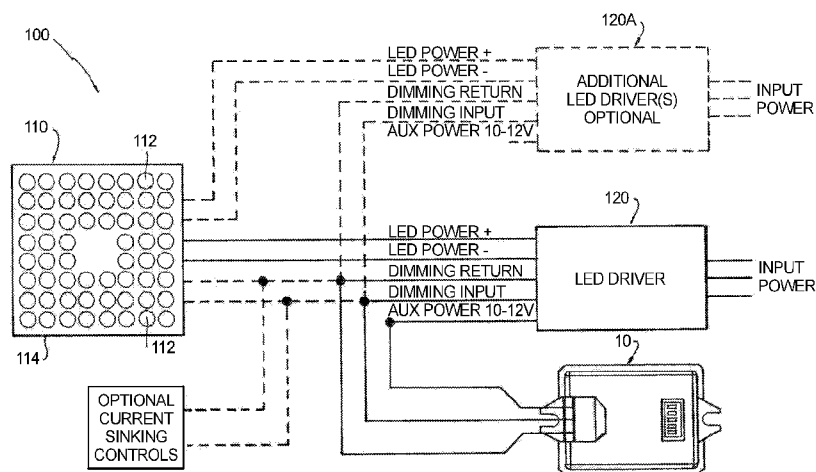 100
120A
LED POWER +
LED POWER -
DIMMING RETURN
DIMMING INPUT
AUX POWER 10-12V
ADDITIONAL
LED DRIVER(S)
OPTIONAL
INPUT
POWER
110
112
120
LED POWER +
LED POWER -
DIMMING RETURN
DIMMING INPUT
AUX POWER 10-12V
LED DRIVER
INPUT
POWER
114
112
10
OPTIONAL
CURRENT
SINKING
CONTROLS